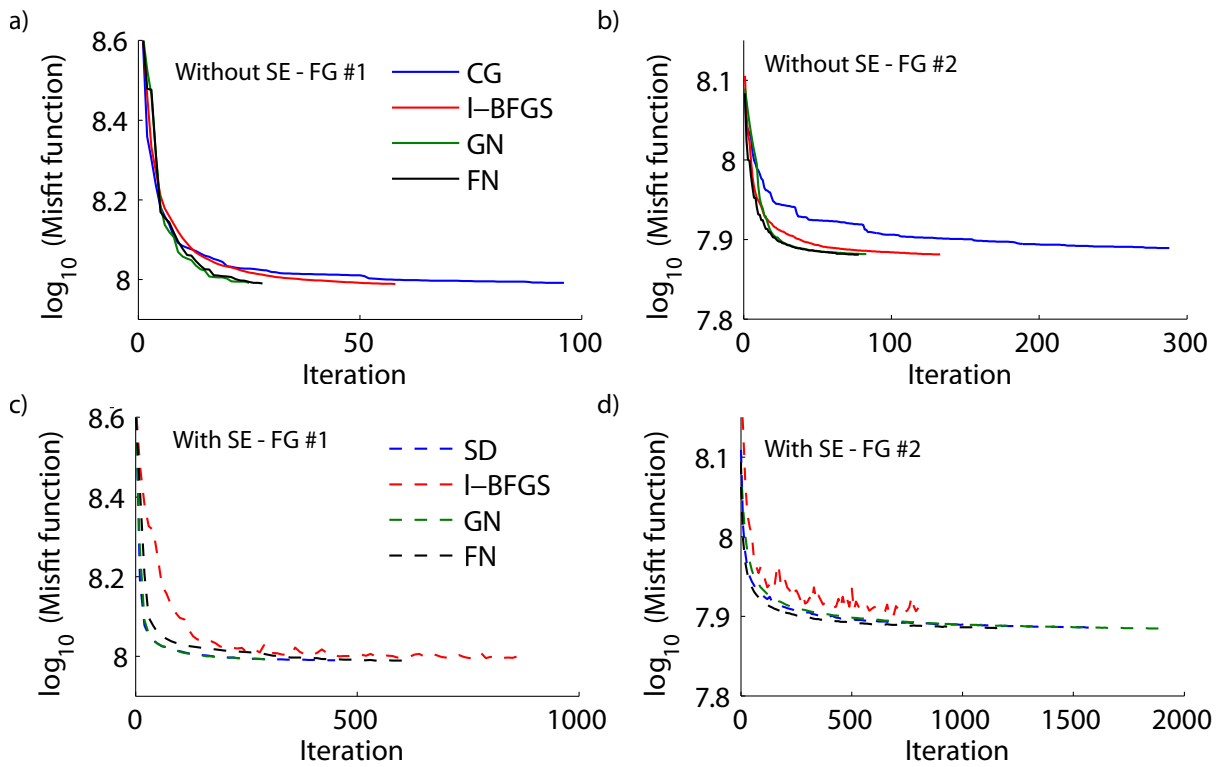 a)
log10 (Misfit function)
8.6
8.4
8.2
8
0
50
100
Iteration
Without SE - FG #1
CG
l–BFGS
GN
FN
b)
log10 (Misfit function)
8.1
8
7.9
7.8
0
100
200
300
Iteration
Without SE - FG #2
c)
log10 (Misfit function)
8.6
8.4
8.2
8
0
500
1000
Iteration
With SE - FG #1
SD
l–BFGS
GN
FN
d)
log10 (Misfit function)
8.1
8
7.9
7.8
0
500
1000
1500
2000
Iteration
With SE - FG #2